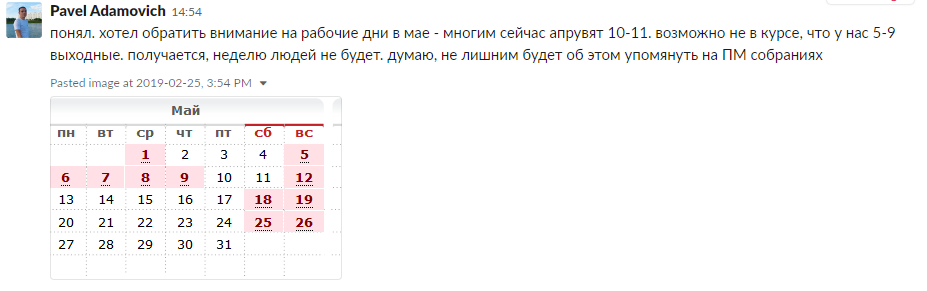 Pavel Adamovich 14:54
понял. хотел обратить внимание на рабочие дни в мае - многим сейчас апрувят 10-11. возможно не в курсе, что у нас 5-9
выходные. получается, неделю людей не будет. думаю, не лишним будет об этом упомянуть на ПМ собраниях
Pasted image at 2019-02-25, 3:54 PM
Май
пн вт ср чт пт сб вс
1 2 3 4 5
6 7 8 9 10 11 12
13 14 15 16 17 18 19
20 21 22 23 24 25 26
27 28 29 30 31